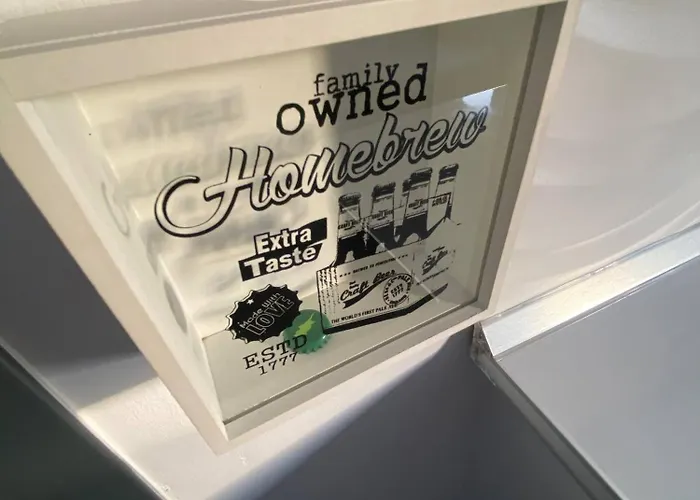 family
owned
Homebrew
Extra
Taste
Craft Beer
THE WORLD'S FIRST PALE
Made With
LOVE
ESTD
1777